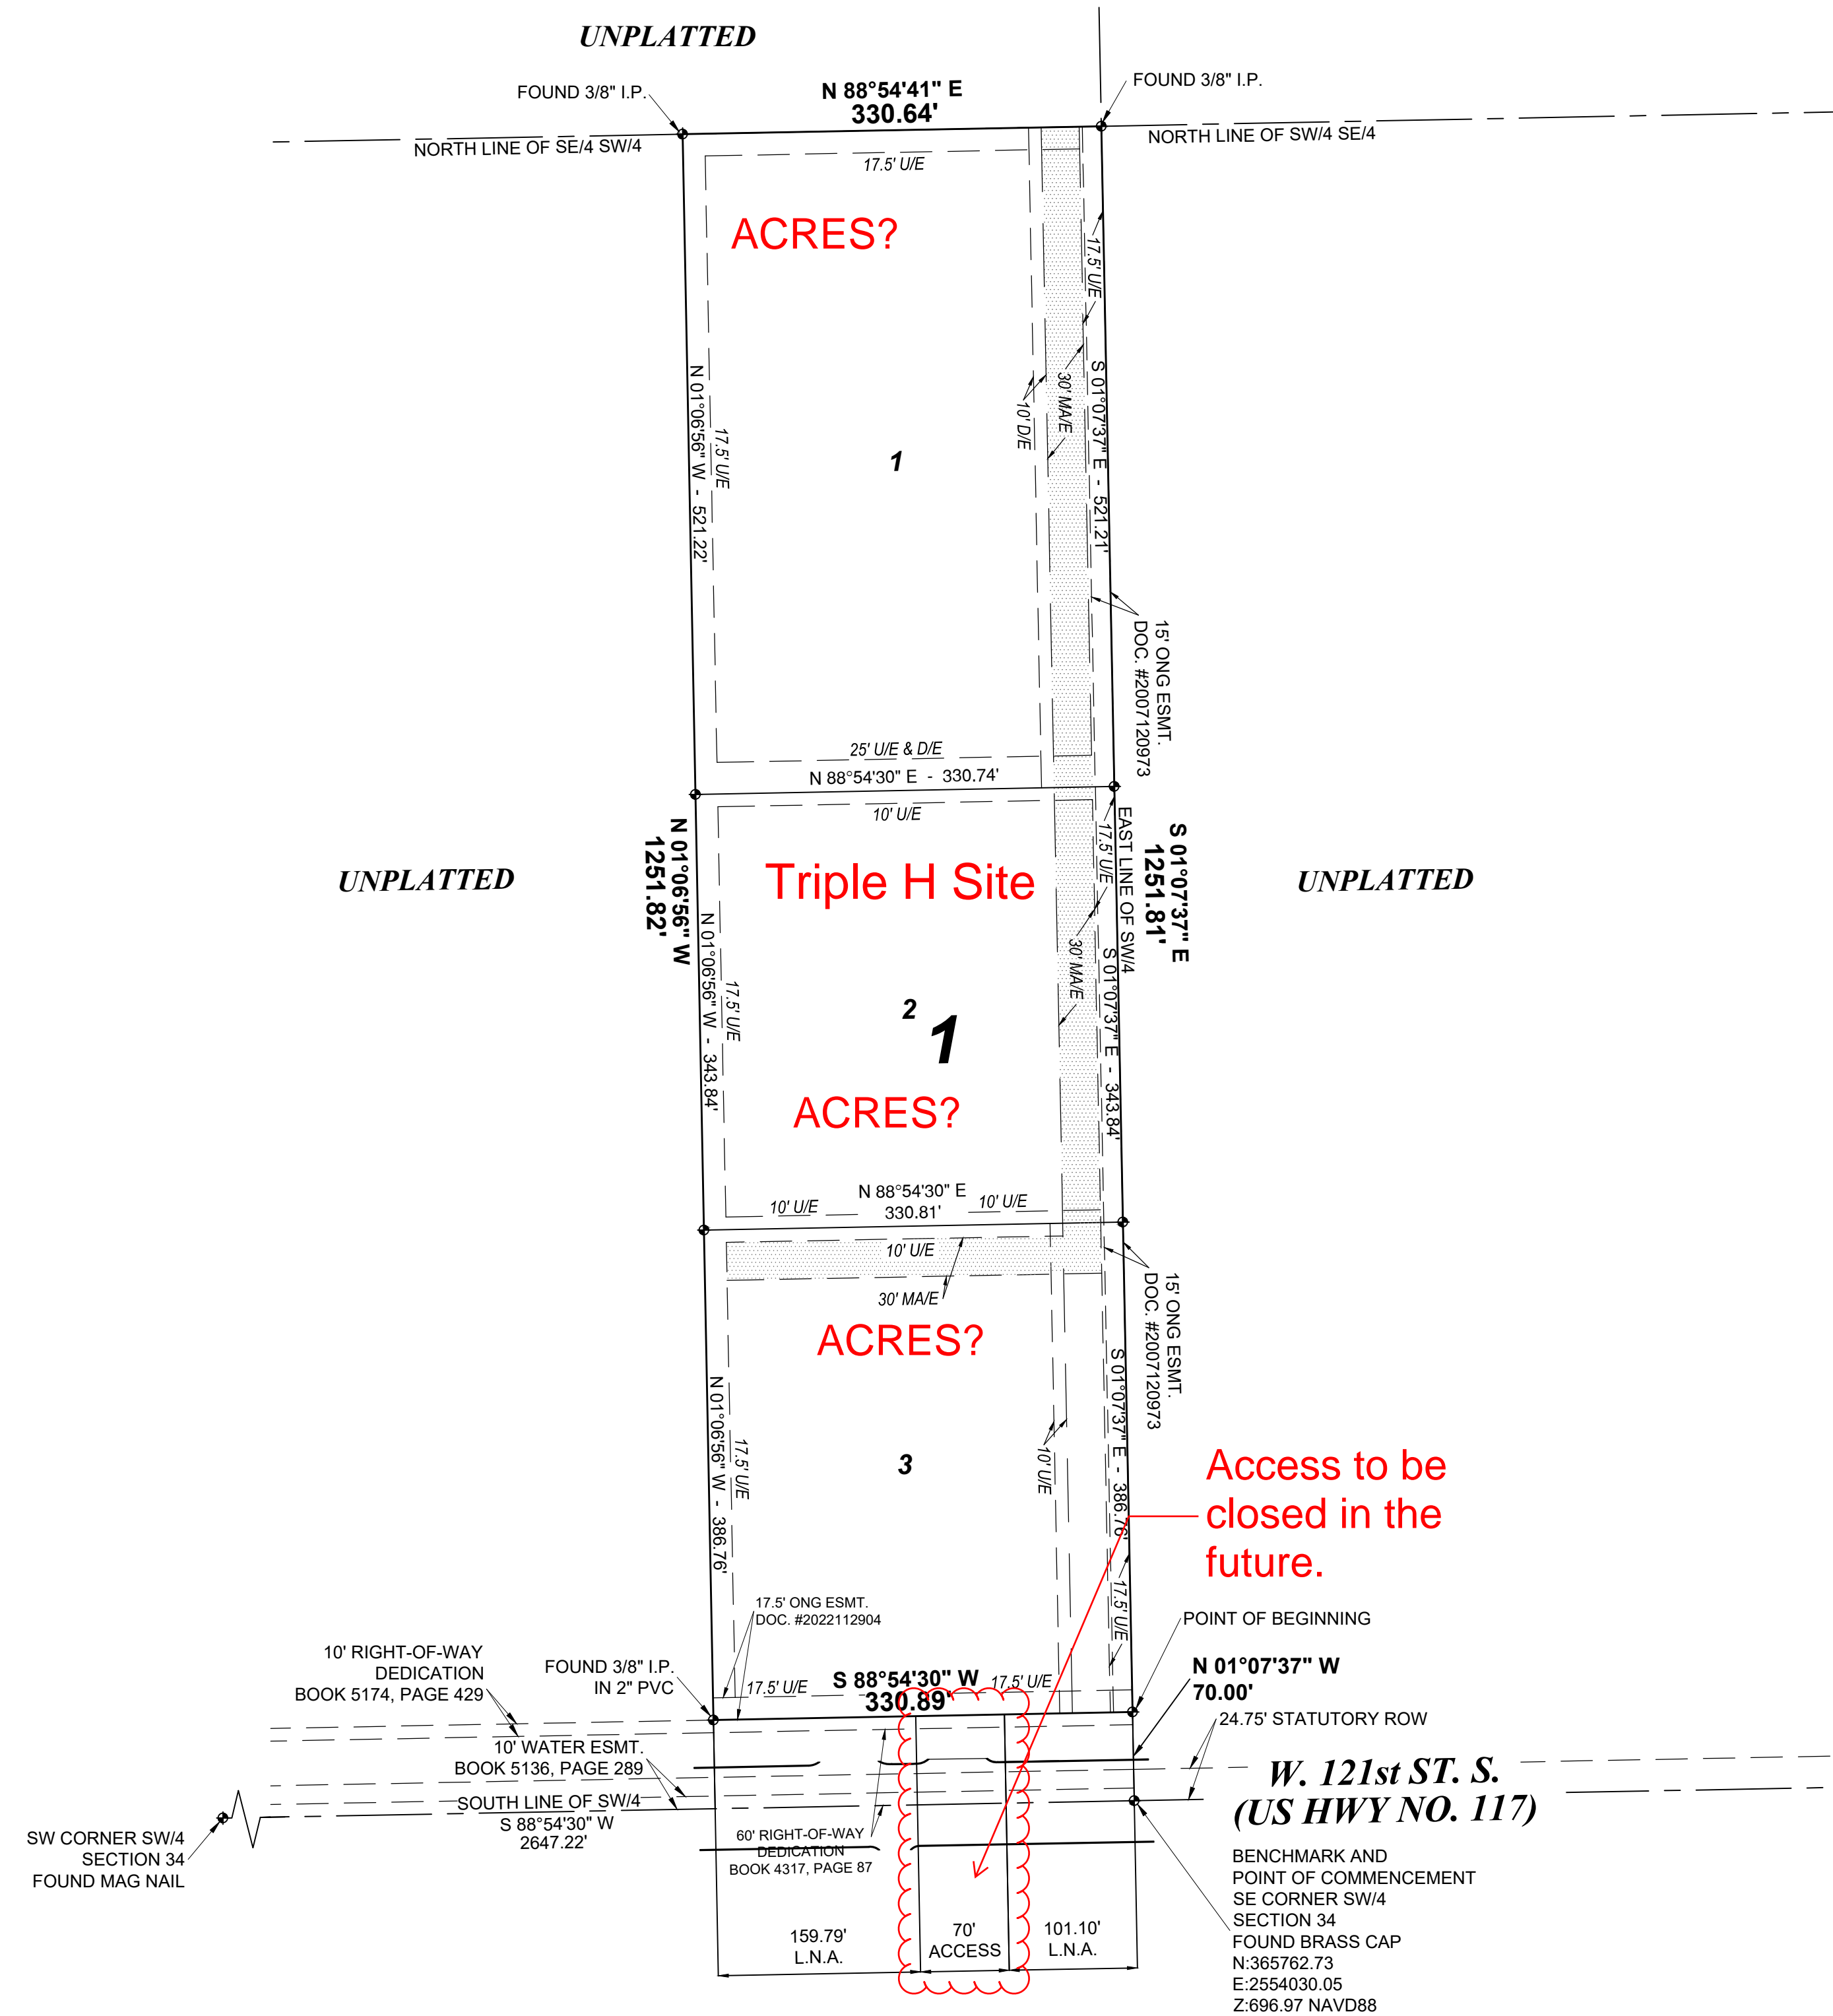 UNPLATTED
FOUND 3/8" I.P.
N 88°54'41" E
330.64'
FOUND 3/8" I.P.
NORTH LINE OF SE/4 SW/4
NORTH LINE OF SW/4 SE/4
17.5' U/E
ACRES?
17.5' U/E
N 01°06'56" W - 521.22'
17.5' U/E
1
10' D/E
30' MA/E
S 01°07'37" E - 521.21'
15' ONG ESMT.
DOC. #2007120973
25' U/E & D/E
N 88°54'30" E - 330.74'
10' U/E
UNPLATTED
N 01°06'56" W
1251.82'
Triple H Site
17.5' U/E
EAST LINE OF SW/4
S 01°07'37" E
1251.81'
UNPLATTED
N 01°06'56" W - 343.84'
17.5' U/E
2
1
30' MA/E
S 01°07'37" E - 343.84'
ACRES?
10' U/E
N 88°54'30" E
330.81'
10' U/E
10' U/E
30' MA/E
15' ONG ESMT.
DOC. #2007120973
ACRES?
N 01°06'56" W - 386.76'
17.5' U/E
3
10' U/E
S 01°07'37" E - 386.76'
17.5' U/E
Access to be
closed in the
future.
17.5' ONG ESMT.
DOC. #2022112904
POINT OF BEGINNING
10' RIGHT-OF-WAY
DEDICATION
BOOK 5174, PAGE 429
FOUND 3/8" I.P.
IN 2" PVC
17.5' U/E
S 88°54'30" W
330.89'
17.5' U/E
N 01°07'37" W
70.00'
24.75' STATUTORY ROW
10' WATER ESMT.
BOOK 5136, PAGE 289
W. 121st ST. S.
(US HWY NO. 117)
SOUTH LINE OF SW/4
S 88°54'30" W
2647.22'
SW CORNER SW/4
SECTION 34
FOUND MAG NAIL
60' RIGHT-OF-WAY
DEDICATION
BOOK 4317, PAGE 87
BENCHMARK AND
POINT OF COMMENCEMENT
SE CORNER SW/4
SECTION 34
FOUND BRASS CAP
N:365762.73
E:2554030.05
Z:696.97 NAVD88
159.79'
L.N.A.
70'
ACCESS
101.10'
L.N.A.